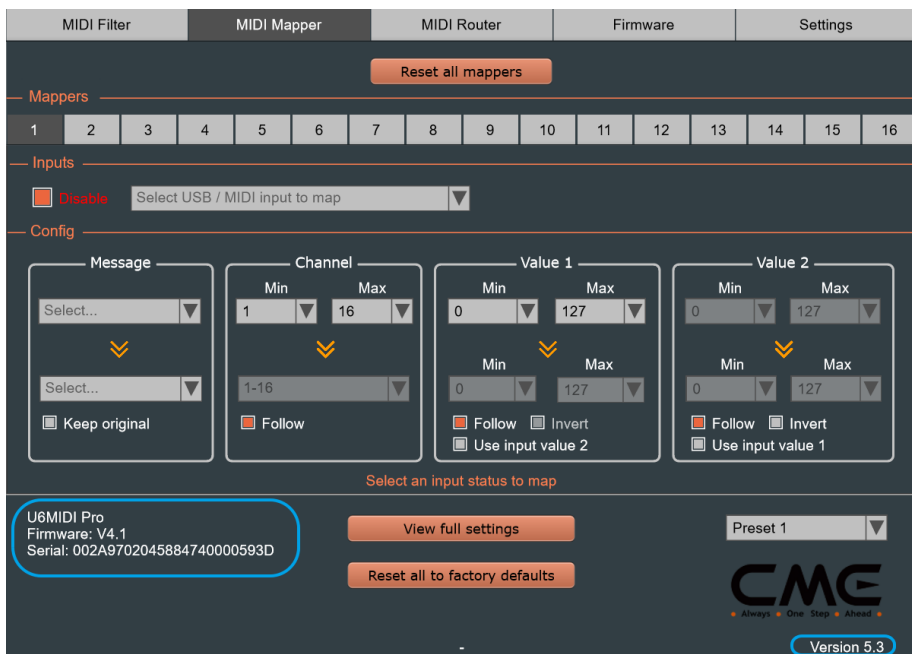 MIDI Filter MIDI Mapper MIDI Router Firmware Settings
Reset all mappers
Mappers
1 2 3 4 5 6 7 8 9 10 11 12 13 14 15 16
Inputs
Disable Select USB / MIDI input to map
Config
Message Channel Value 1 Value 2
Min Max Min Max Min Max
Select... 1 16 0 127 0 127
Min Max Min Max
Select... 1-16 0 127 0 127
Keep original Follow Follow Invert Follow Invert
Use input value 2 Use input value 1
Select an input status to map
U6MIDI Pro
Firmware: V4.1
Serial: 002A9702045884740000593D
View full settings Preset 1
Reset all to factory defaults
CME
Always One Step Ahead
-
Version 5.3